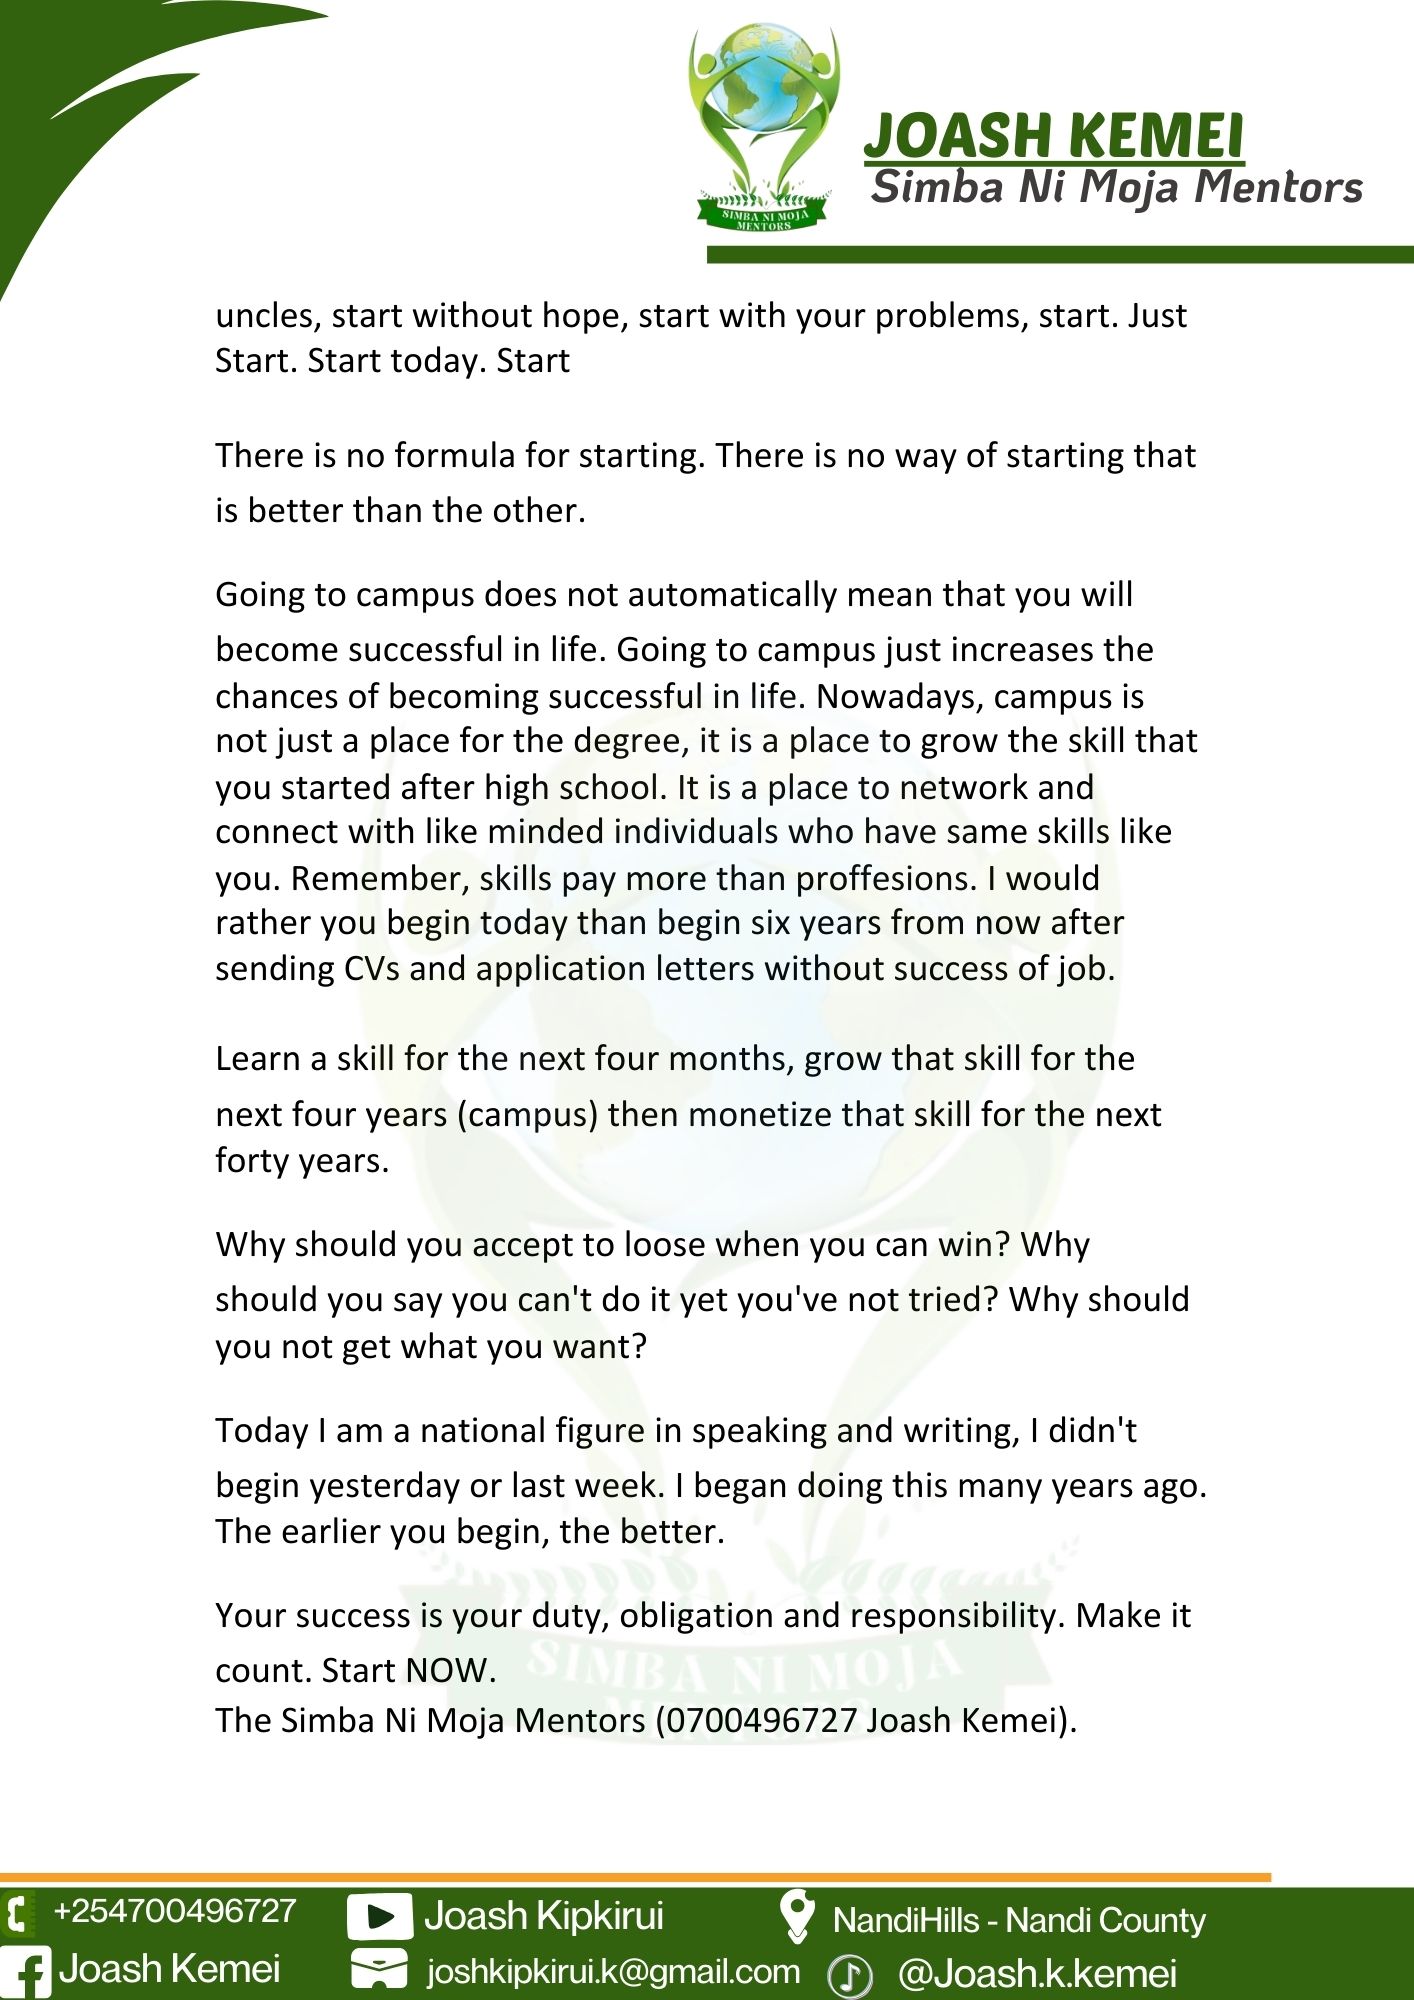 SIMBA NI MOJA
MENTORS
JOASH KEMEI
Simba Ni Moja Mentors
uncles, start without hope, start with your problems, start. Just
Start. Start today. Start
There is no formula for starting. There is no way of starting that
is better than the other.
Going to campus does not automatically mean that you will
become successful in life. Going to campus just increases the
chances of becoming successful in life. Nowadays, campus is
not just a place for the degree, it is a place to grow the skill that
you started after high school. It is a place to network and
connect with like minded individuals who have same skills like
you. Remember, skills pay more than proffesions. I would
rather you begin today than begin six years from now after
sending CVs and application letters without success of job.
Learn a skill for the next four months, grow that skill for the
next four years (campus) then monetize that skill for the next
forty years.
Why should you accept to loose when you can win? Why
should you say you can't do it yet you've not tried? Why should
you not get what you want?
Today I am a national figure in speaking and writing, I didn't
begin yesterday or last week. I began doing this many years ago.
The earlier you begin, the better.
Your success is your duty, obligation and responsibility. Make it
count. Start NOW.
The Simba Ni Moja Mentors (0700496727 Joash Kemei).
SIMBA NI MOJA
MENTORS
+254700496727
Joash Kipkirui
NandiHills - Nandi County
Joash Kemei
joshkipkirui.k@gmail.com
@Joash.k.kemei